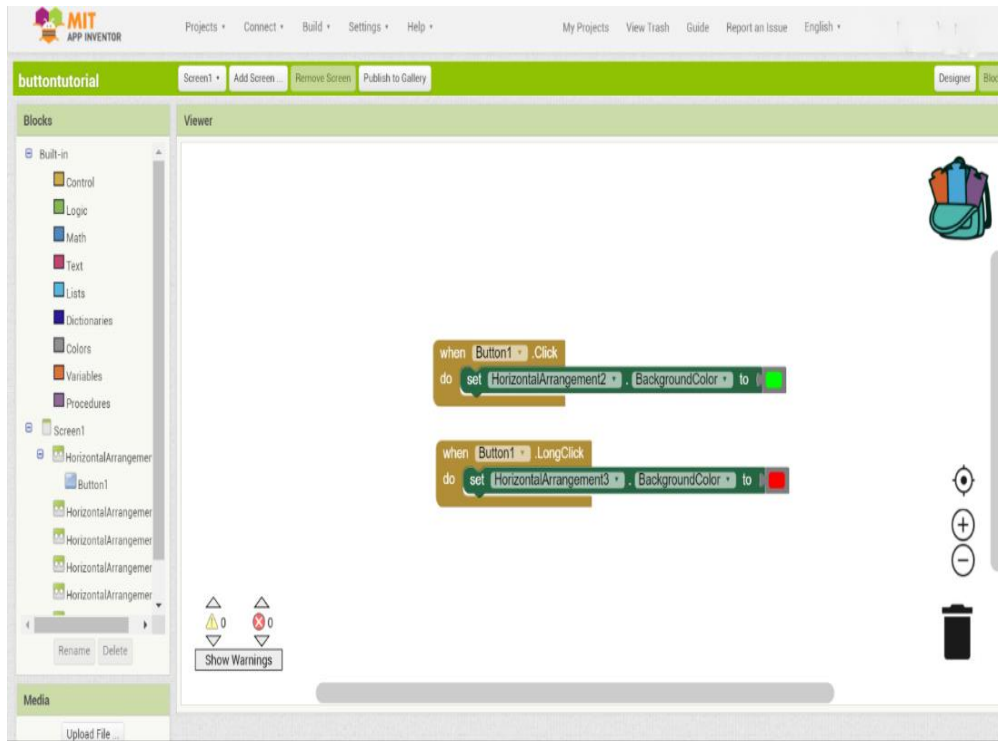 MIT
APP INVENTOR
Projects Connect Build Settings Help My Projects View Trash Guide Report an Issue English
buttontutorial Screen1 Add Screen ... Remove Screen Publish to Gallery Designer Bloc
Blocks
Viewer
Built-in
Control
Logic
Math
Text
Lists
Dictionaries
Colors
Variables
Procedures
Screen1
HorizontalArrangemer
Button1
HorizontalArrangemer
HorizontalArrangemer
HorizontalArrangemer
HorizontalArrangemer
Rename Delete
Media
Upload File ...
when Button1 .Click
do set HorizontalArrangement2 . BackgroundColor to
when Button1 .LongClick
do set HorizontalArrangement3 . BackgroundColor to
0 0
Show Warnings